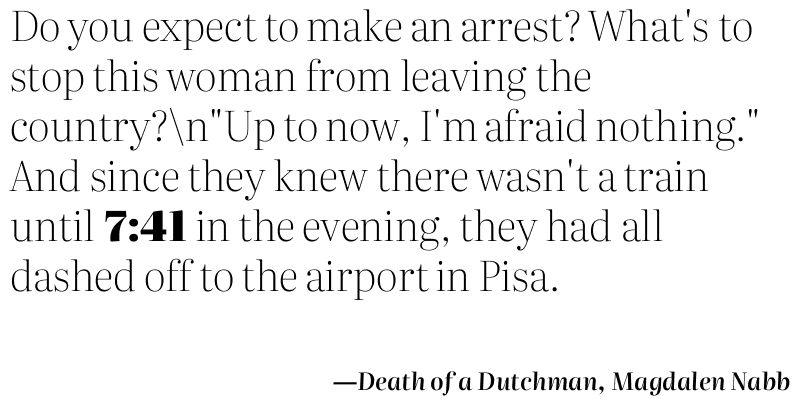 Do you expect to make an arrest? What's to
stop this woman from leaving the
country?\n"Up to now, I'm afraid nothing."
And since they knew there wasn't a train
until 7:41 in the evening, they had all
dashed off to the airport in Pisa.
—Death of a Dutchman, Magdalen Nabb